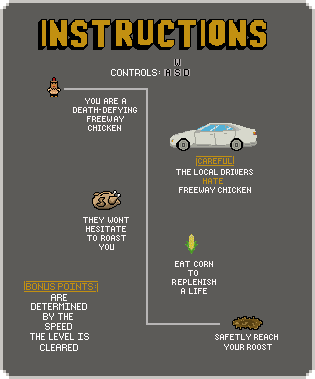 INSTRUCTIONS
W
CONTROLS: A S D
YOU ARE A
DEATH-DEFYING
FREEWAY
CHICKEN
CAREFUL
THE LOCAL DRIVERS
HATE
FREEWAY CHICKEN
THEY WONT
HESITATE
TO ROAST
YOU
EAT CORN
TO
REPLENISH
A LIFE
BONUS POINTS:
ARE
DETERMINED
BY THE
SPEED
THE LEVEL IS
CLEARED
SAFETLY REACH
YOUR ROOST